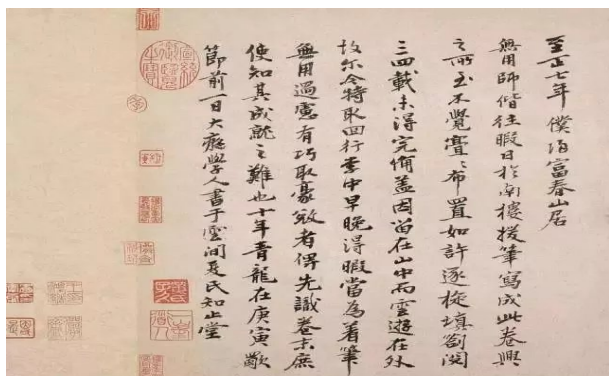 至正七年僕歸富春山居
無用師偕往暇日於南樓援筆寫成此卷興
之所至不覺亹〻布置如許逐旋填劄閱
三四載未得完備盖因留在山中而雲遊在外
故尔今特取回行李中早晚得暇當為着筆
無用過慮有巧取豪敓者俾先識卷末庶
使知其成就之難也十年青龍在庚寅歜
節前一日大癡學人書于雲間夏氏知止堂